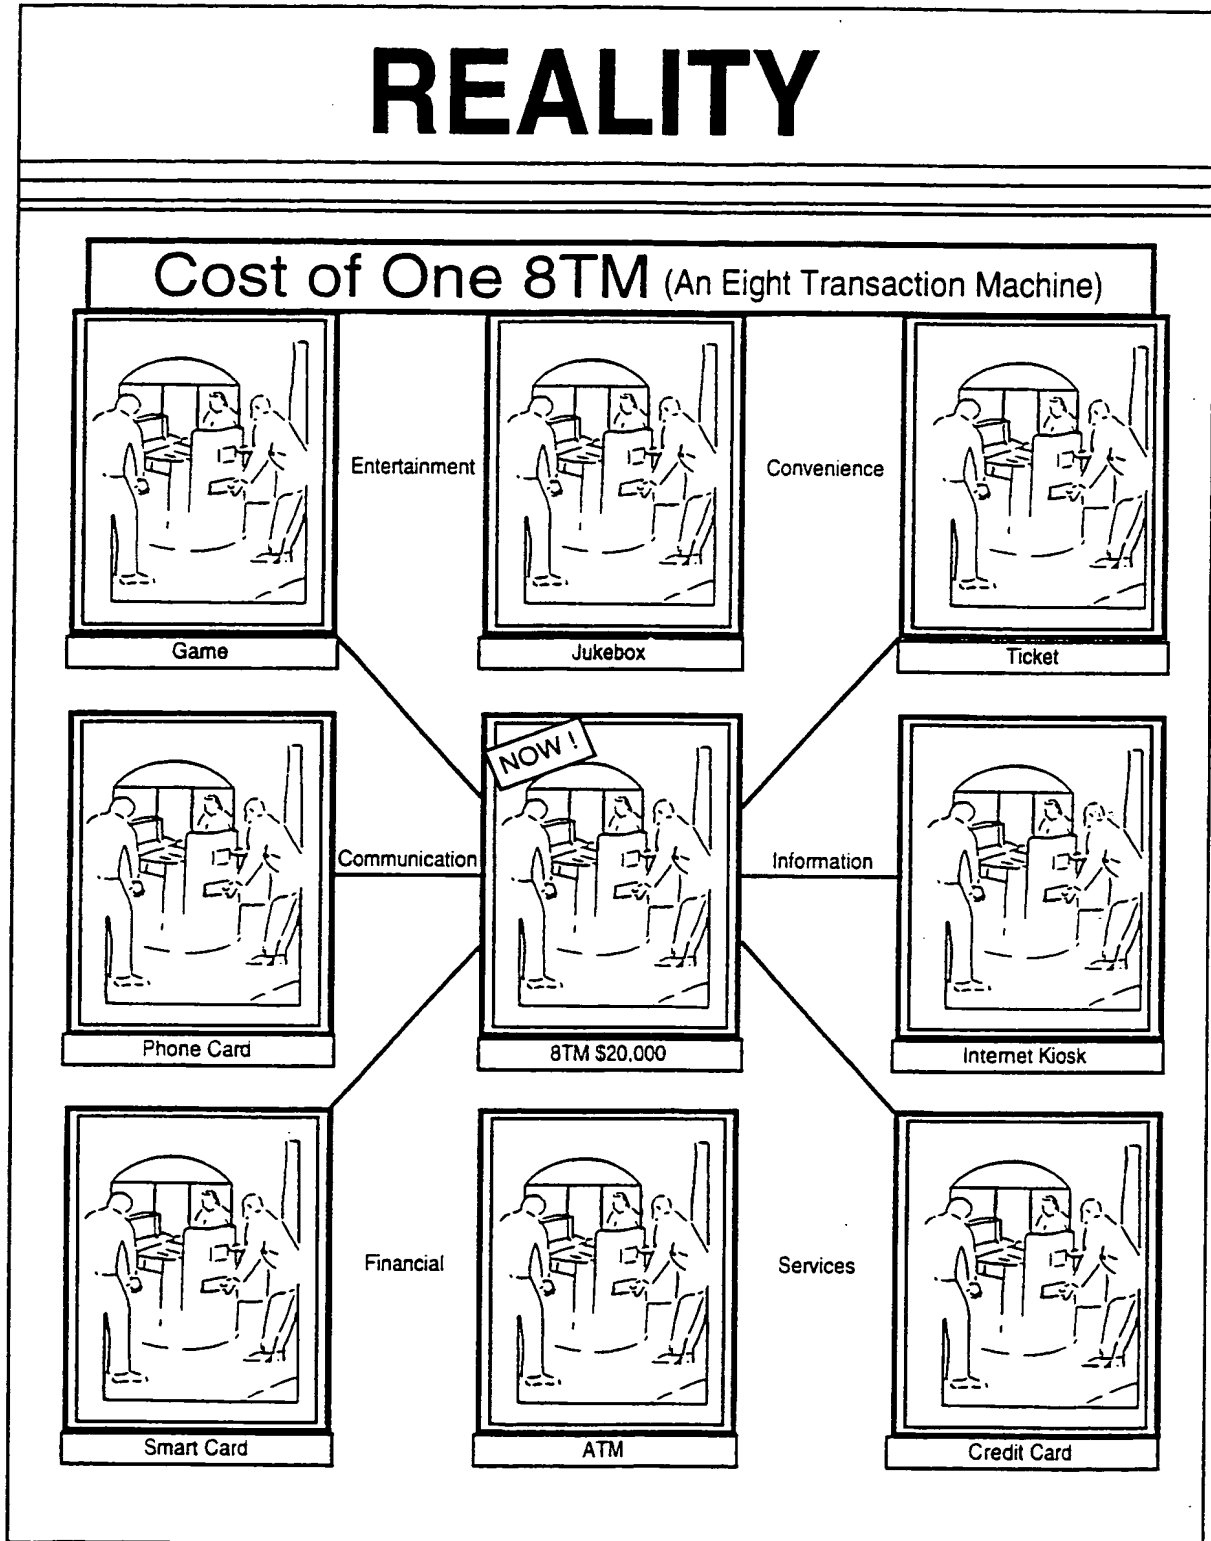 REALITY
Cost of One 8TM (An Eight Transaction Machine)
Entertainment
Convenience
Game
Jukebox
Ticket
NOW !
Communication
Information
Phone Card
8TM $20,000
Internet Kiosk
Financial
Services
Smart Card
ATM
Credit Card